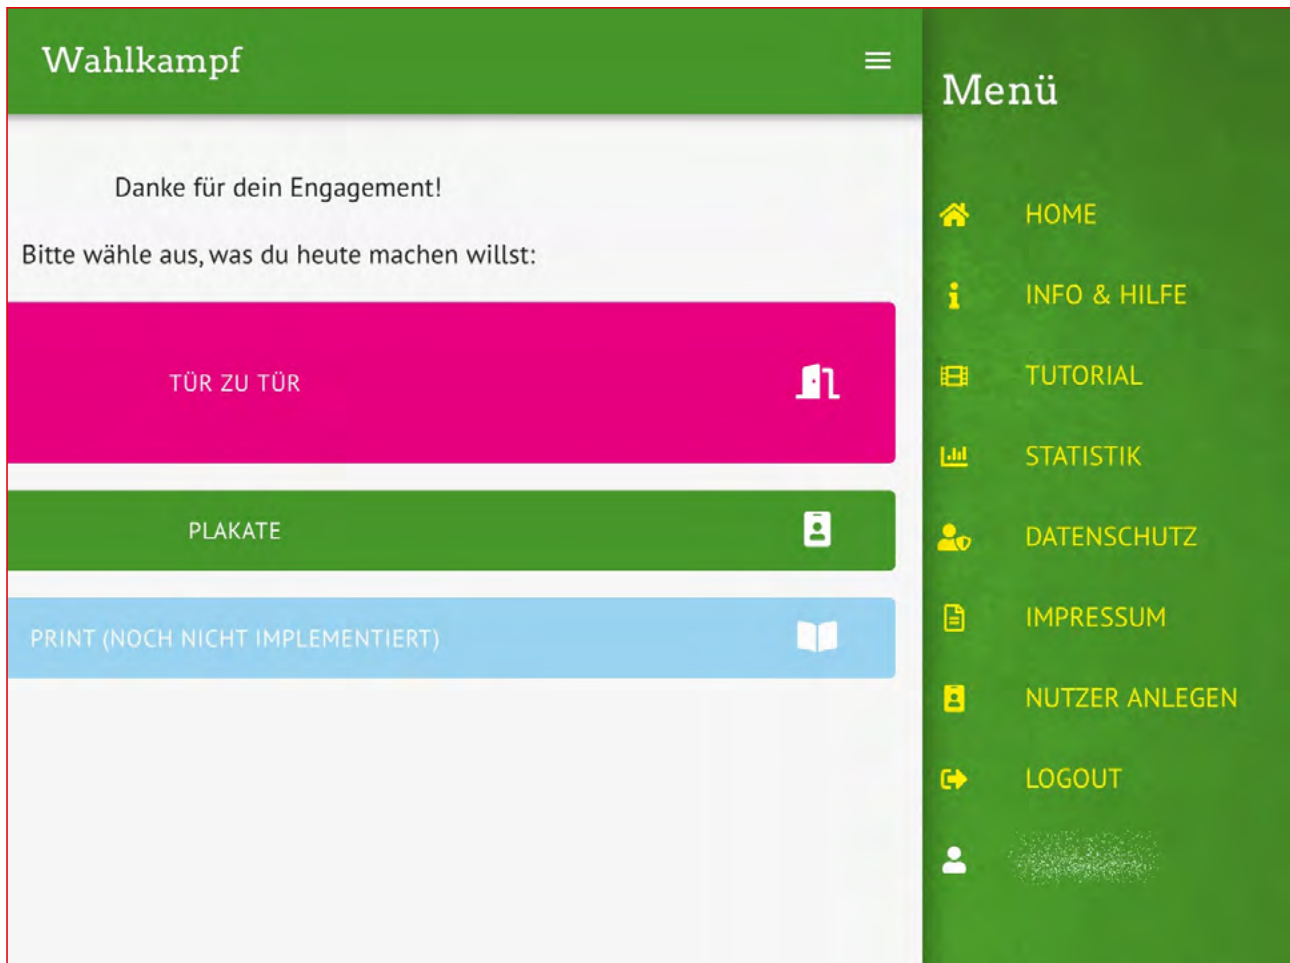 Wahlkampf
Danke für dein Engagement!
Bitte wähle aus, was du heute machen willst:
TÜR ZU TÜR
PLAKATE
PRINT (NOCH NICHT IMPLEMENTIERT)
Menü
HOME
INFO & HILFE
TUTORIAL
STATISTIK
DATENSCHUTZ
IMPRESSUM
NUTZER ANLEGEN
LOGOUT